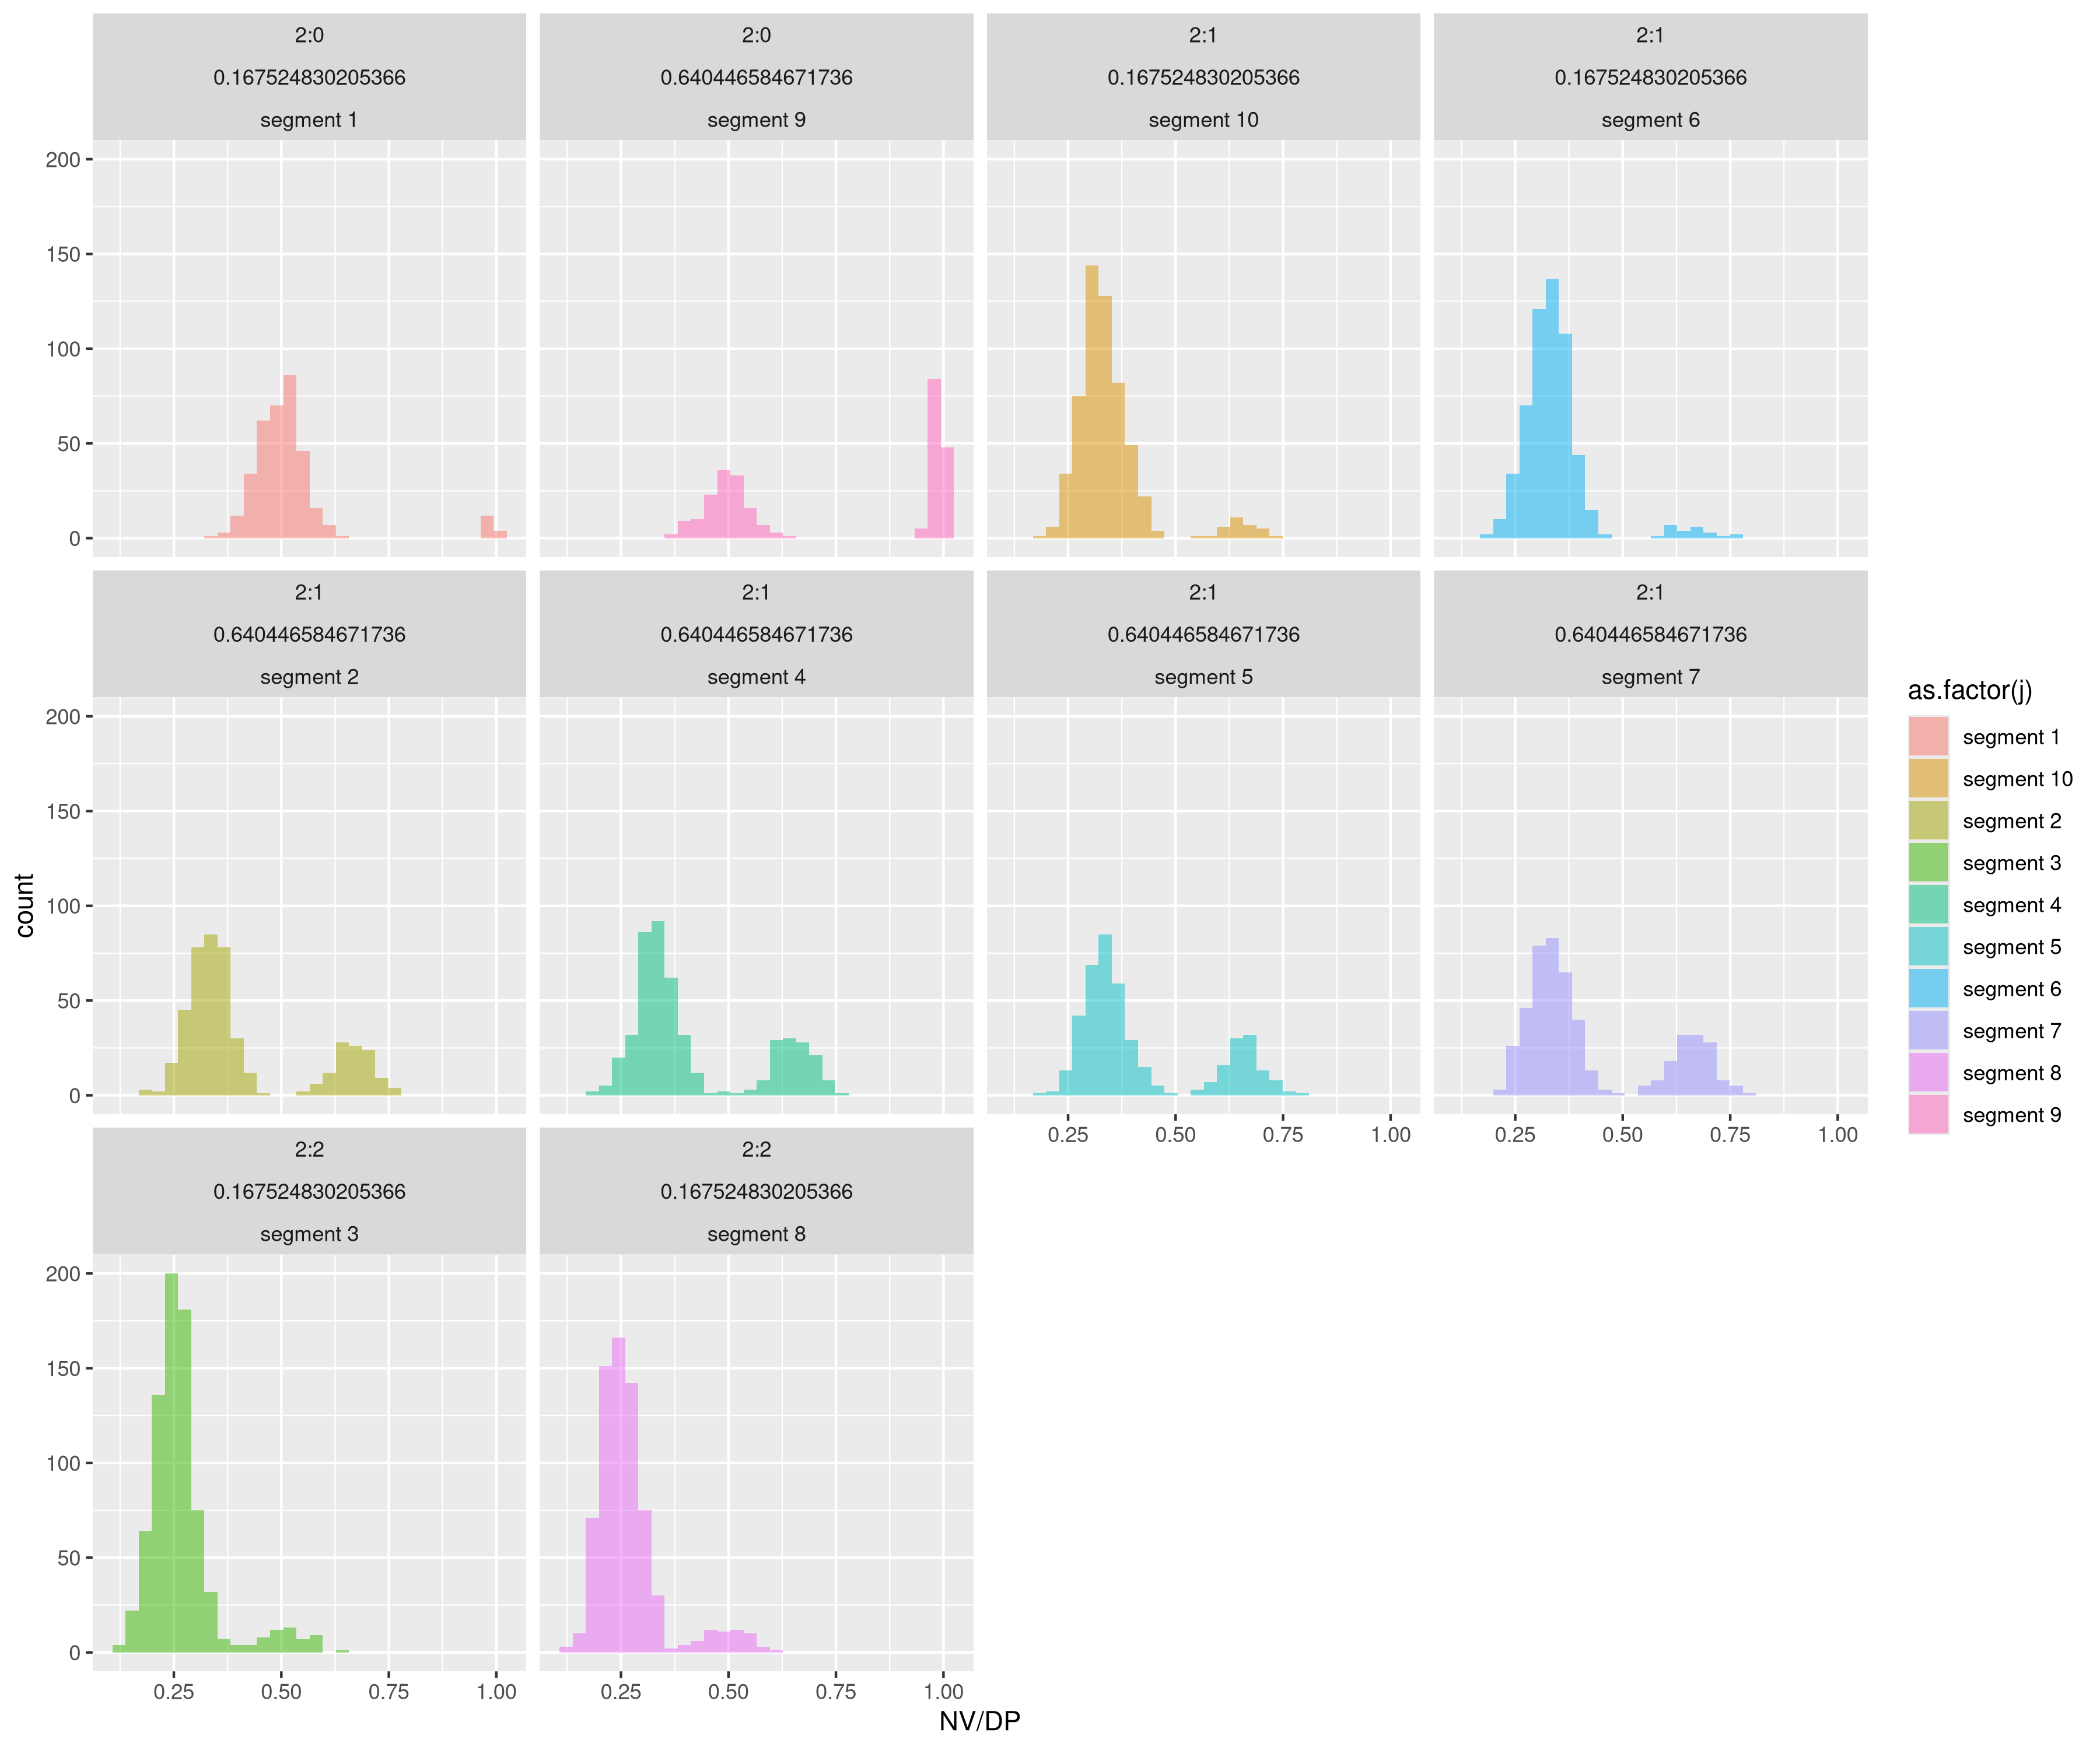 2:0
0.167524830205366
segment 1
2:0
0.640446584671736
segment 9
2:1
0.167524830205366
segment 10
2:1
0.167524830205366
segment 6
200
150
100
50
0
2:1
0.640446584671736
segment 2
2:1
0.640446584671736
segment 4
2:1
0.640446584671736
segment 5
2:1
0.640446584671736
segment 7
200
150
100
50
0
0.25 0.50 0.75 1.00
0.25 0.50 0.75 1.00
2:2
0.167524830205366
segment 3
2:2
0.167524830205366
segment 8
200
150
100
50
0
0.25 0.50 0.75 1.00
0.25 0.50 0.75 1.00
NV/DP
count
as.factor(j)
segment 1
segment 10
segment 2
segment 3
segment 4
segment 5
segment 6
segment 7
segment 8
segment 9